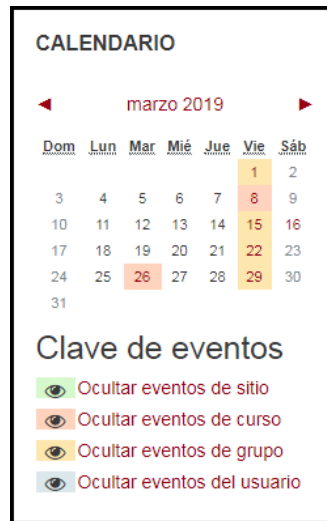 CALENDARIO
◄ marzo 2019 ►
Dom Lun Mar Mié Jue Vie Sáb
1 2
3 4 5 6 7 8 9
10 11 12 13 14 15 16
17 18 19 20 21 22 23
24 25 26 27 28 29 30
31
Clave de eventos
Ocultar eventos de sitio
Ocultar eventos de curso
Ocultar eventos de grupo
Ocultar eventos del usuario